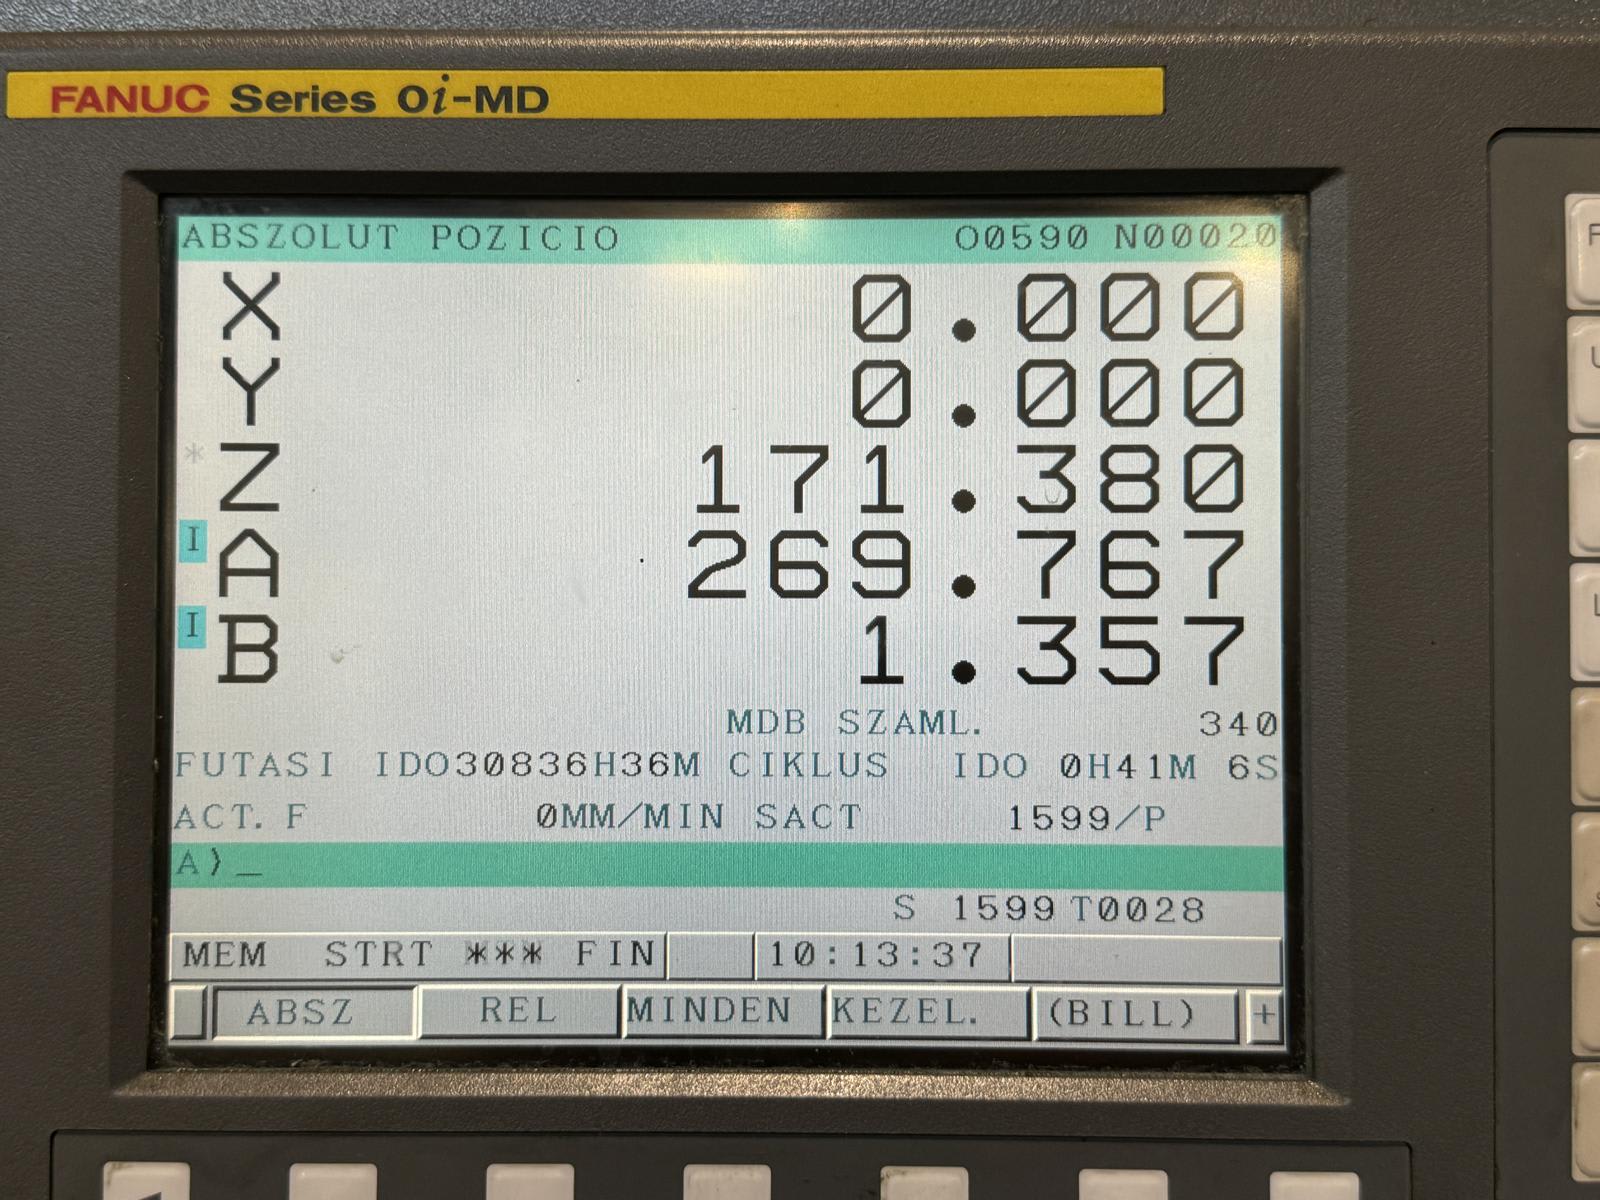 FANUC Series 0i-MD
ABSZOLUT POZICIO O0590 N00020
X 0.000
Y 0.000
* Z 171.380
I A 269.767
I B 1.357
MDB SZAML. 340
FUTASI IDO30836H36M CIKLUS IDO 0H41M 6S
ACT. F 0MM/MIN SACT 1599/P
A)_
S 1599 T0028
MEM STRT *** FIN 10:13:37
ABSZ REL MINDEN KEZEL. (BILL) +